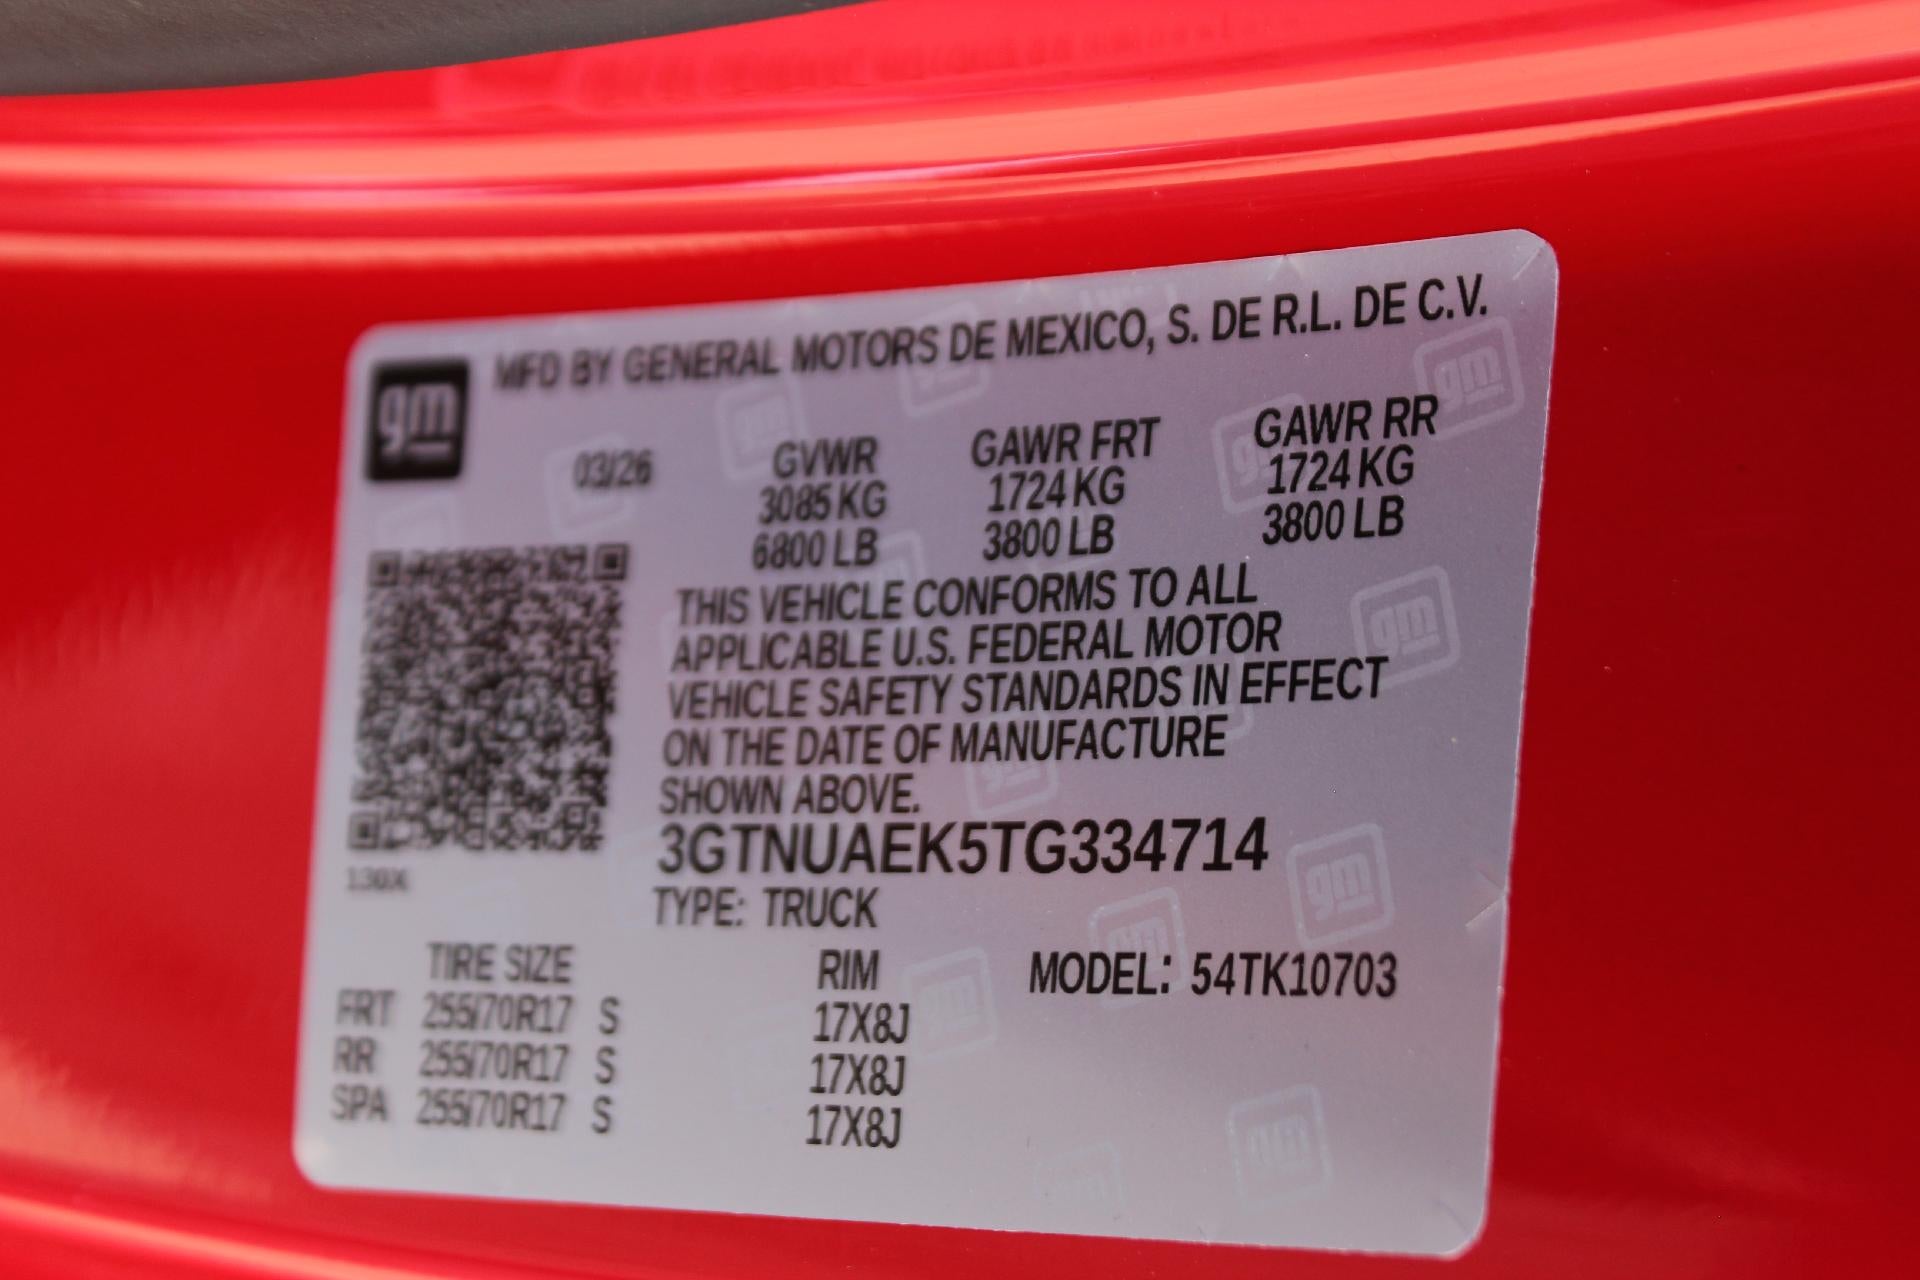 MFD BY GENERAL MOTORS DE MEXICO, S. DE R.L. DE C.V.
gm
03/26 GVWR GAWR FRT GAWR RR
3085 KG 1724 KG 1724 KG
6800 LB 3800 LB 3800 LB
THIS VEHICLE CONFORMS TO ALL
APPLICABLE U.S. FEDERAL MOTOR
VEHICLE SAFETY STANDARDS IN EFFECT
ON THE DATE OF MANUFACTURE
SHOWN ABOVE.
3GTNUAEK5TG334714
130X
TYPE: TRUCK
TIRE SIZE RIM MODEL: 54TK10703
FRT 255/70R17 S 17X8J
RR 255/70R17 S 17X8J
SPA 255/70R17 S 17X8J